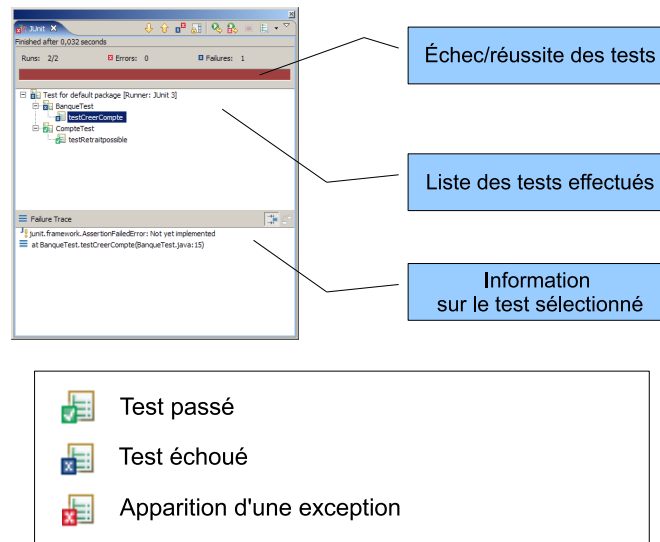 JUnit
Finished after 0,032 seconds
Runs: 2/2 Errors: 0 Failures: 1
Test for default package [Runner: JUnit 3]
BanqueTest
testCreerCompte
CompteTest
testRetraitpossible
Failure Trace
junit.framework.AssertionFailedError: Not yet implemented
at BanqueTest.testCreerCompte(BanqueTest.java:15)
Échec/réussite des tests
Liste des tests effectués
Information
sur le test sélectionné
Test passé
Test échoué
Apparition d'une exception